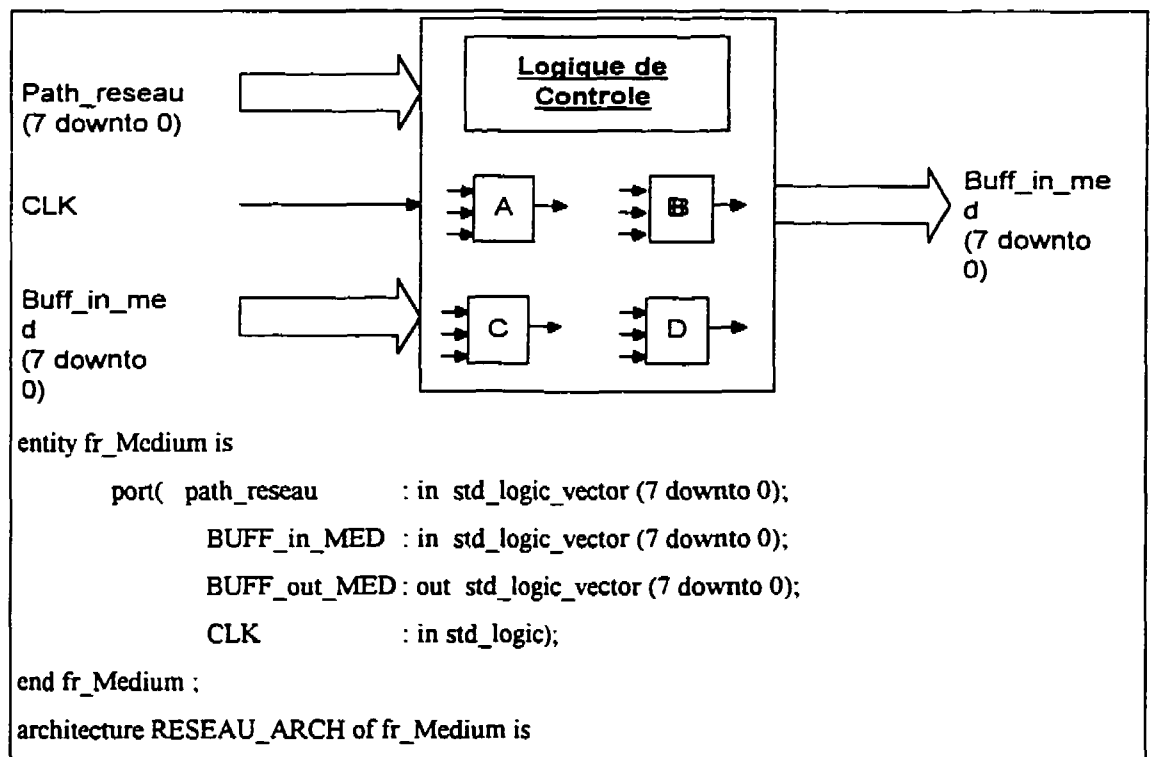 Logique de
Controle
Path_reseau
(7 downto 0)
CLK
Buff_in_me
d
(7 downto
0)
A
B
C
D
Buff_in_me
d
(7 downto
0)
entity fr_Medium is
port( path_reseau : in std_logic_vector (7 downto 0);
BUFF_in_MED : in std_logic_vector (7 downto 0);
BUFF_out_MED : out std_logic_vector (7 downto 0);
CLK : in std_logic);
end fr_Medium ;
architecture RESEAU_ARCH of fr_Medium is